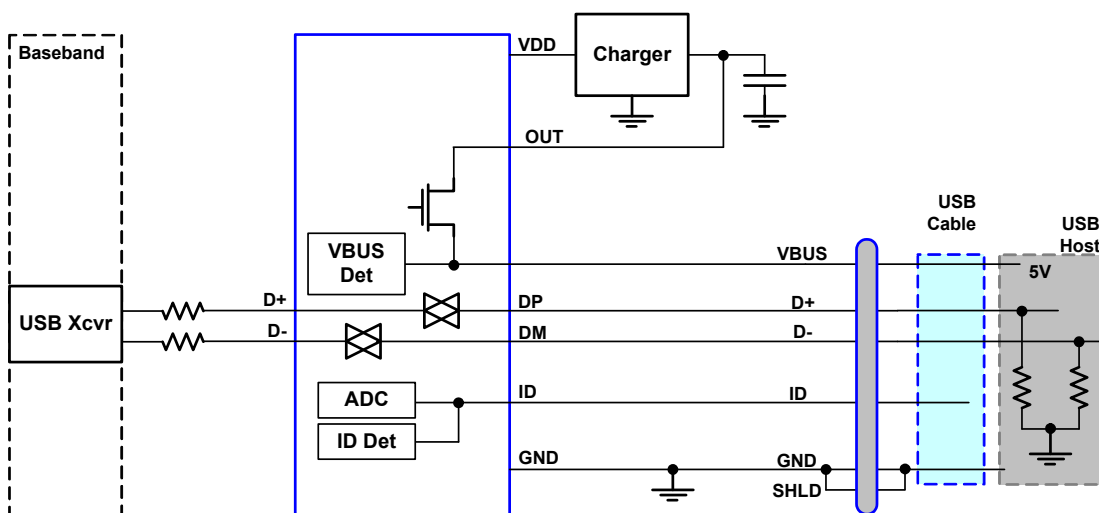 Baseband
VDD
Charger
OUT
USB
Cable
USB
Host
VBUS
Det
VBUS
5V
USB Xcvr
D+
DP
D+
D-
DM
D-
ADC
ID
ID
ID Det
GND
GND
SHLD